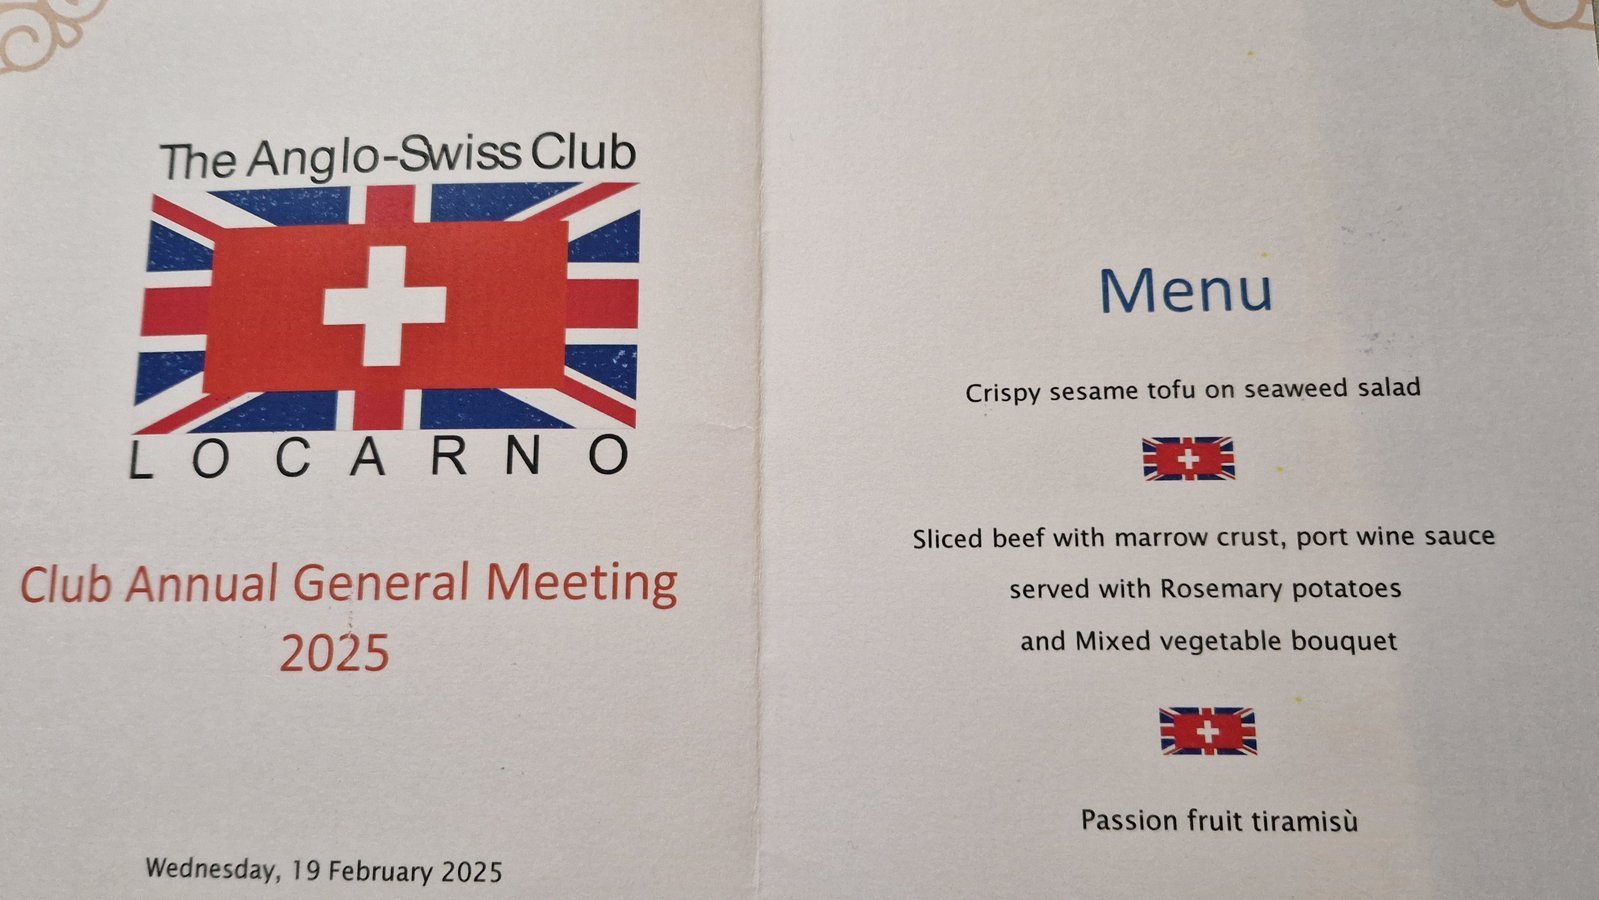 The Anglo-Swiss Club
LOCARNO
Club Annual General Meeting
2025
Wednesday, 19 February 2025
Menu
Crispy sesame tofu on seaweed salad
Sliced beef with marrow crust, port wine sauce
served with Rosemary potatoes
and Mixed vegetable bouquet
Passion fruit tiramisù